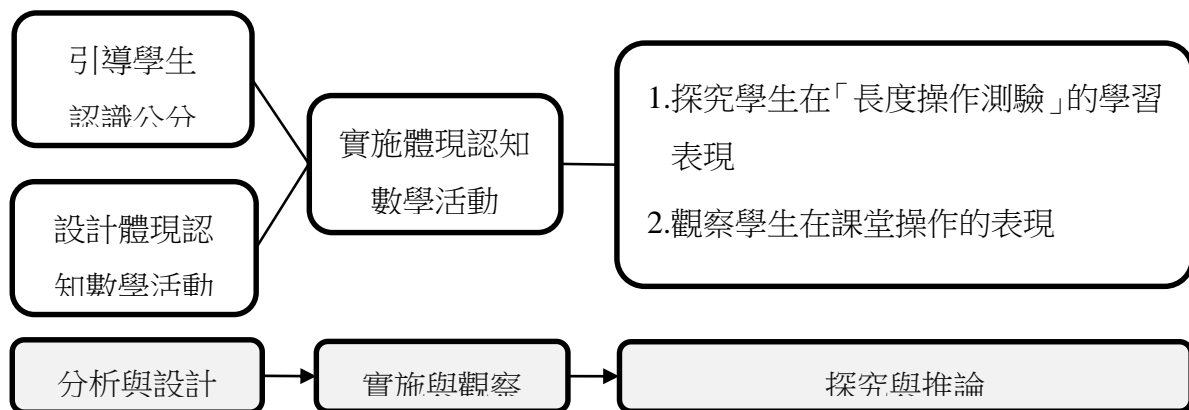 引導學生
認識公分
設計體現認
知數學活動
實施體現認知
數學活動
1.探究學生在「長度操作測驗」的學習
表現
2.觀察學生在課堂操作的表現
分析與設計
實施與觀察
探究與推論